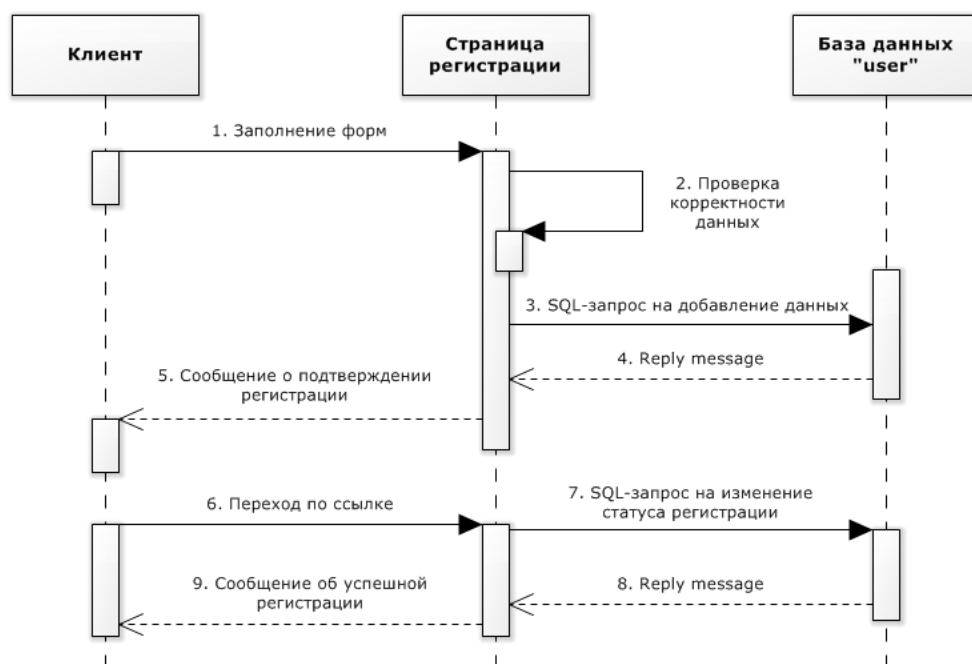 Клиент
Страница
регистрации
База данных
"user"
1. Заполнение форм
2. Проверка
корректности
данных
3. SQL-запрос на добавление данных
4. Reply message
5. Сообщение о подтверждении
регистрации
6. Переход по ссылке
7. SQL-запрос на изменение
статуса регистрации
8. Reply message
9. Сообщение об успешной
регистрации